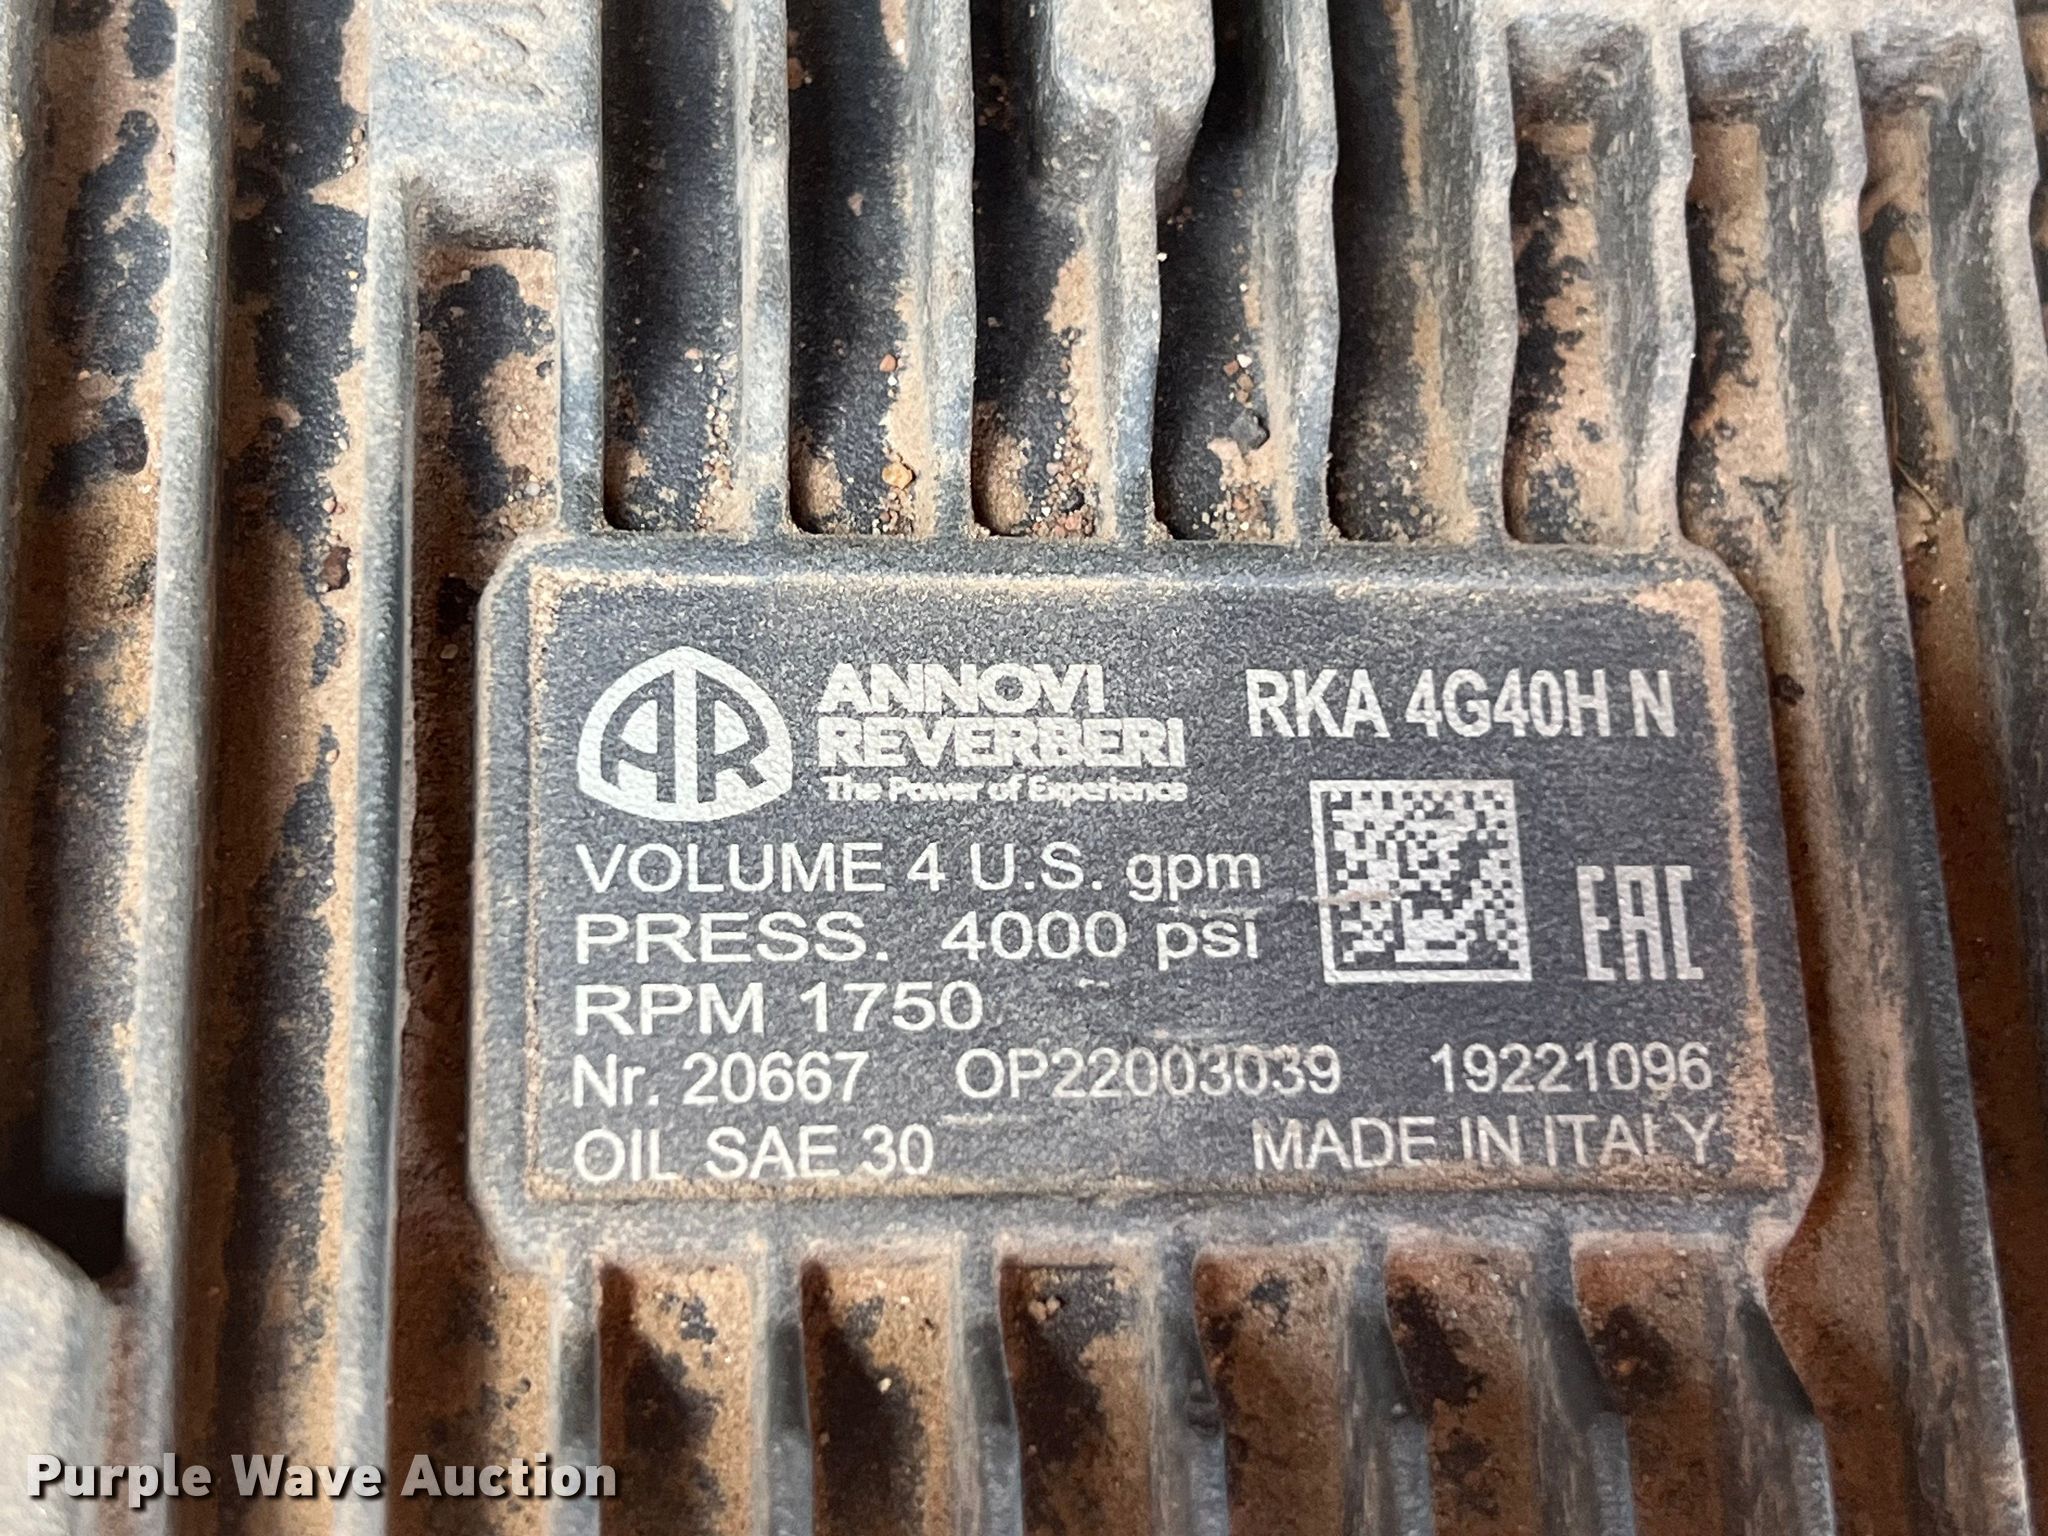 AR
ANNOVI
REVERBERI
The Power of Experience
RKA 4G40H N
VOLUME 4 U.S. gpm
PRESS. 4000 psi
EAC
RPM 1750
Nr. 20667 OP22003039 19221096
OIL SAE 30 MADE IN ITALY
Purple Wave Auction